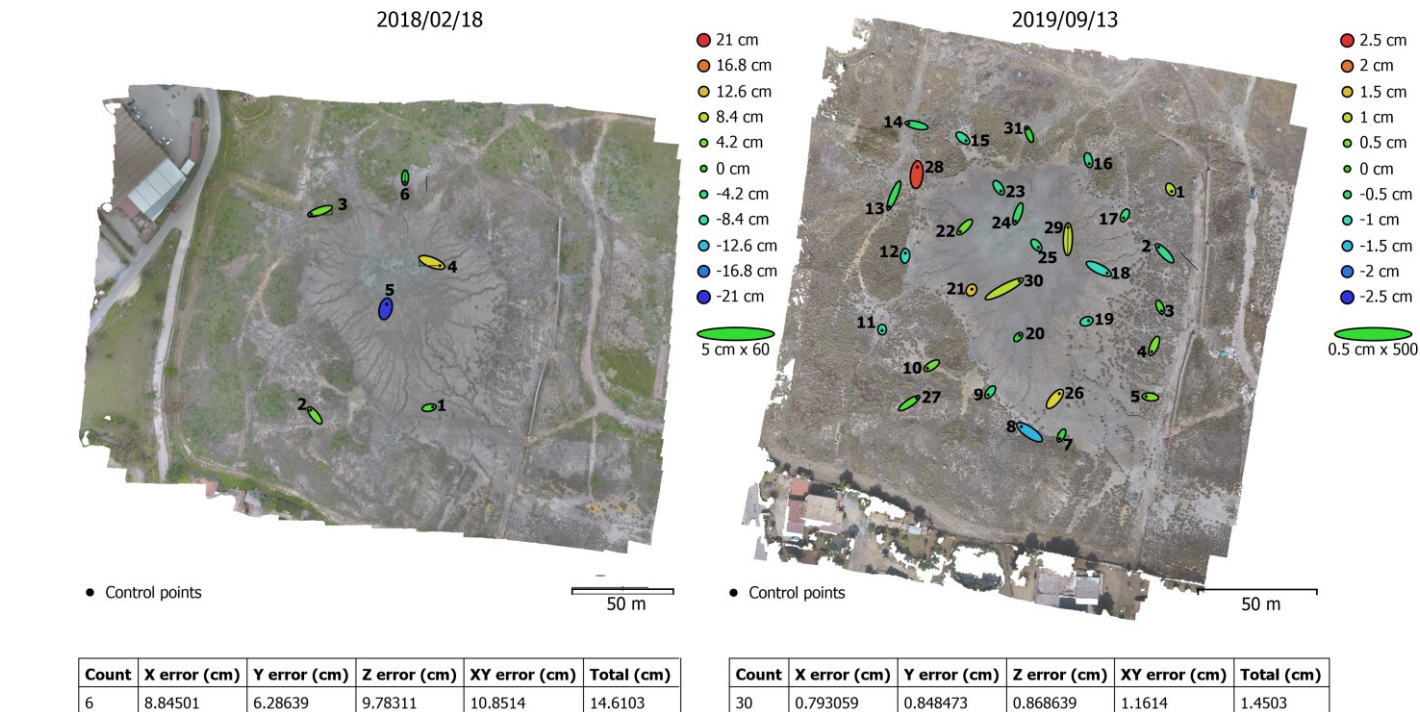 2018/02/18
21 cm
16.8 cm
12.6 cm
8.4 cm
4.2 cm
0 cm
-4.2 cm
-8.4 cm
-12.6 cm
-16.8 cm
-21 cm
5 cm x 60
6
3
4
5
2
1
Control points
50 m
Count X error (cm) Y error (cm) Z error (cm) XY error (cm) Total (cm)
6 8.84501 6.28639 9.78311 10.8514 14.6103
2019/09/13
2.5 cm
2 cm
1.5 cm
1 cm
0.5 cm
0 cm
-0.5 cm
-1 cm
-1.5 cm
-2 cm
-2.5 cm
0.5 cm x 500
14
15
31
16
28
23
1
13
24
17
22
29
25
2
12
18
30
21
3
11
19
20
4
10
27
9
26
5
8
7
Control points
50 m
Count X error (cm) Y error (cm) Z error (cm) XY error (cm) Total (cm)
30 0.793059 0.848473 0.868639 1.1614 1.4503